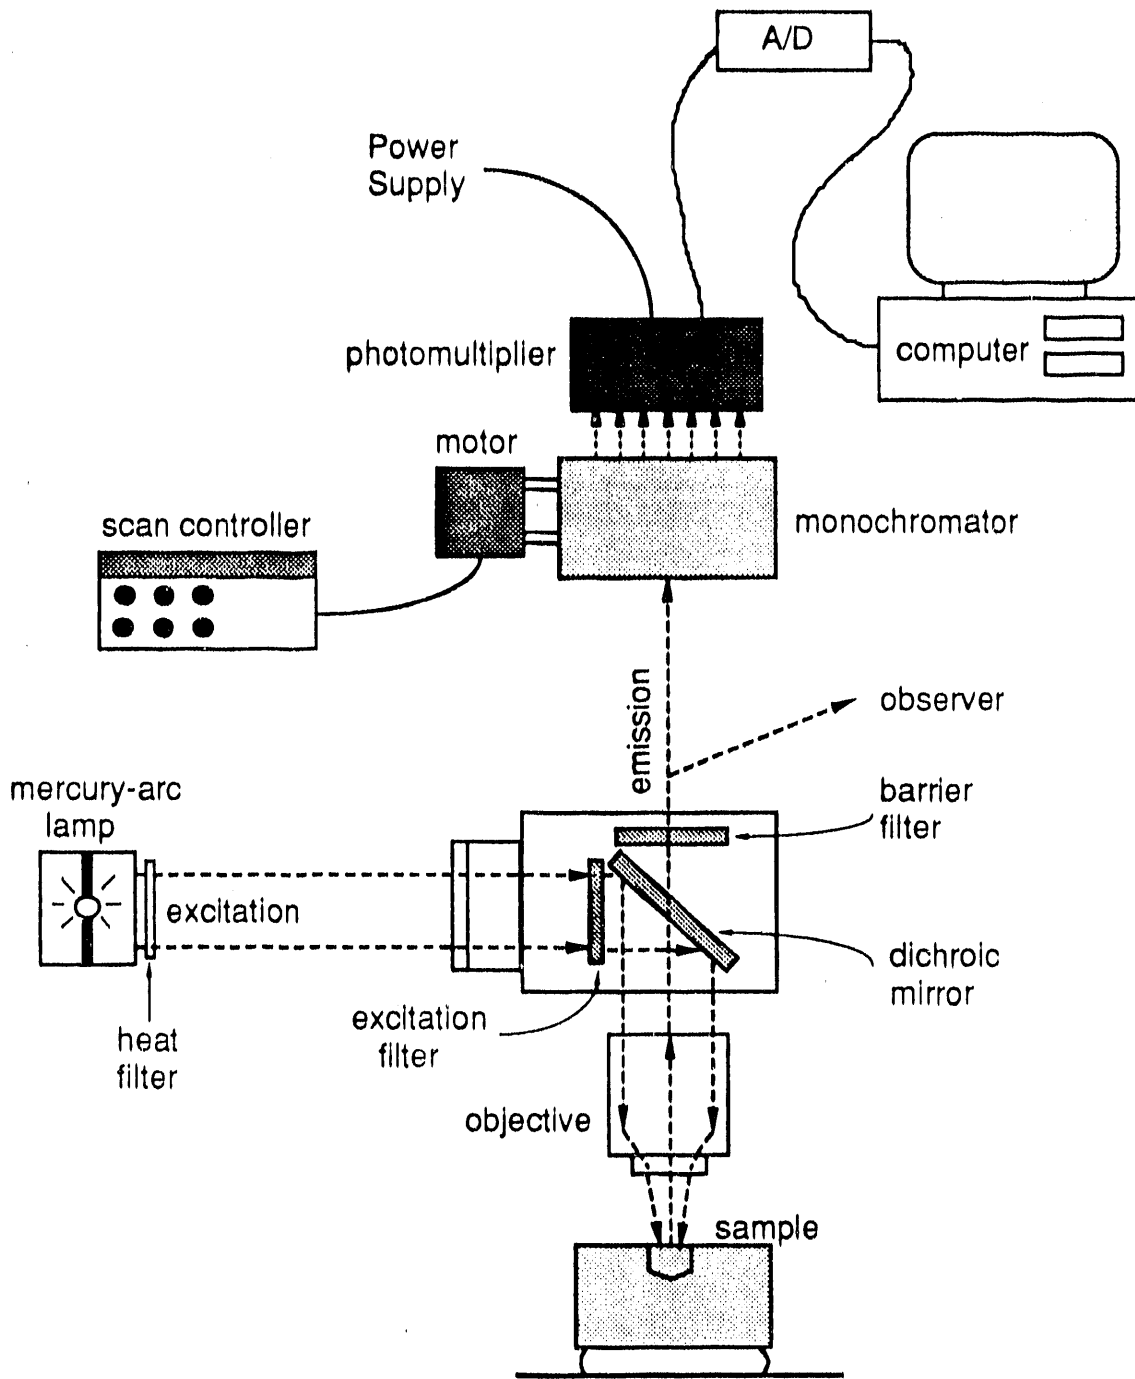 A/D
Power
Supply
photomultiplier
computer
motor
scan controller
monochromator
emission
observer
mercury-arc
lamp
barrier
filter
excitation
dichroic
mirror
excitation
filter
heat
filter
objective
sample